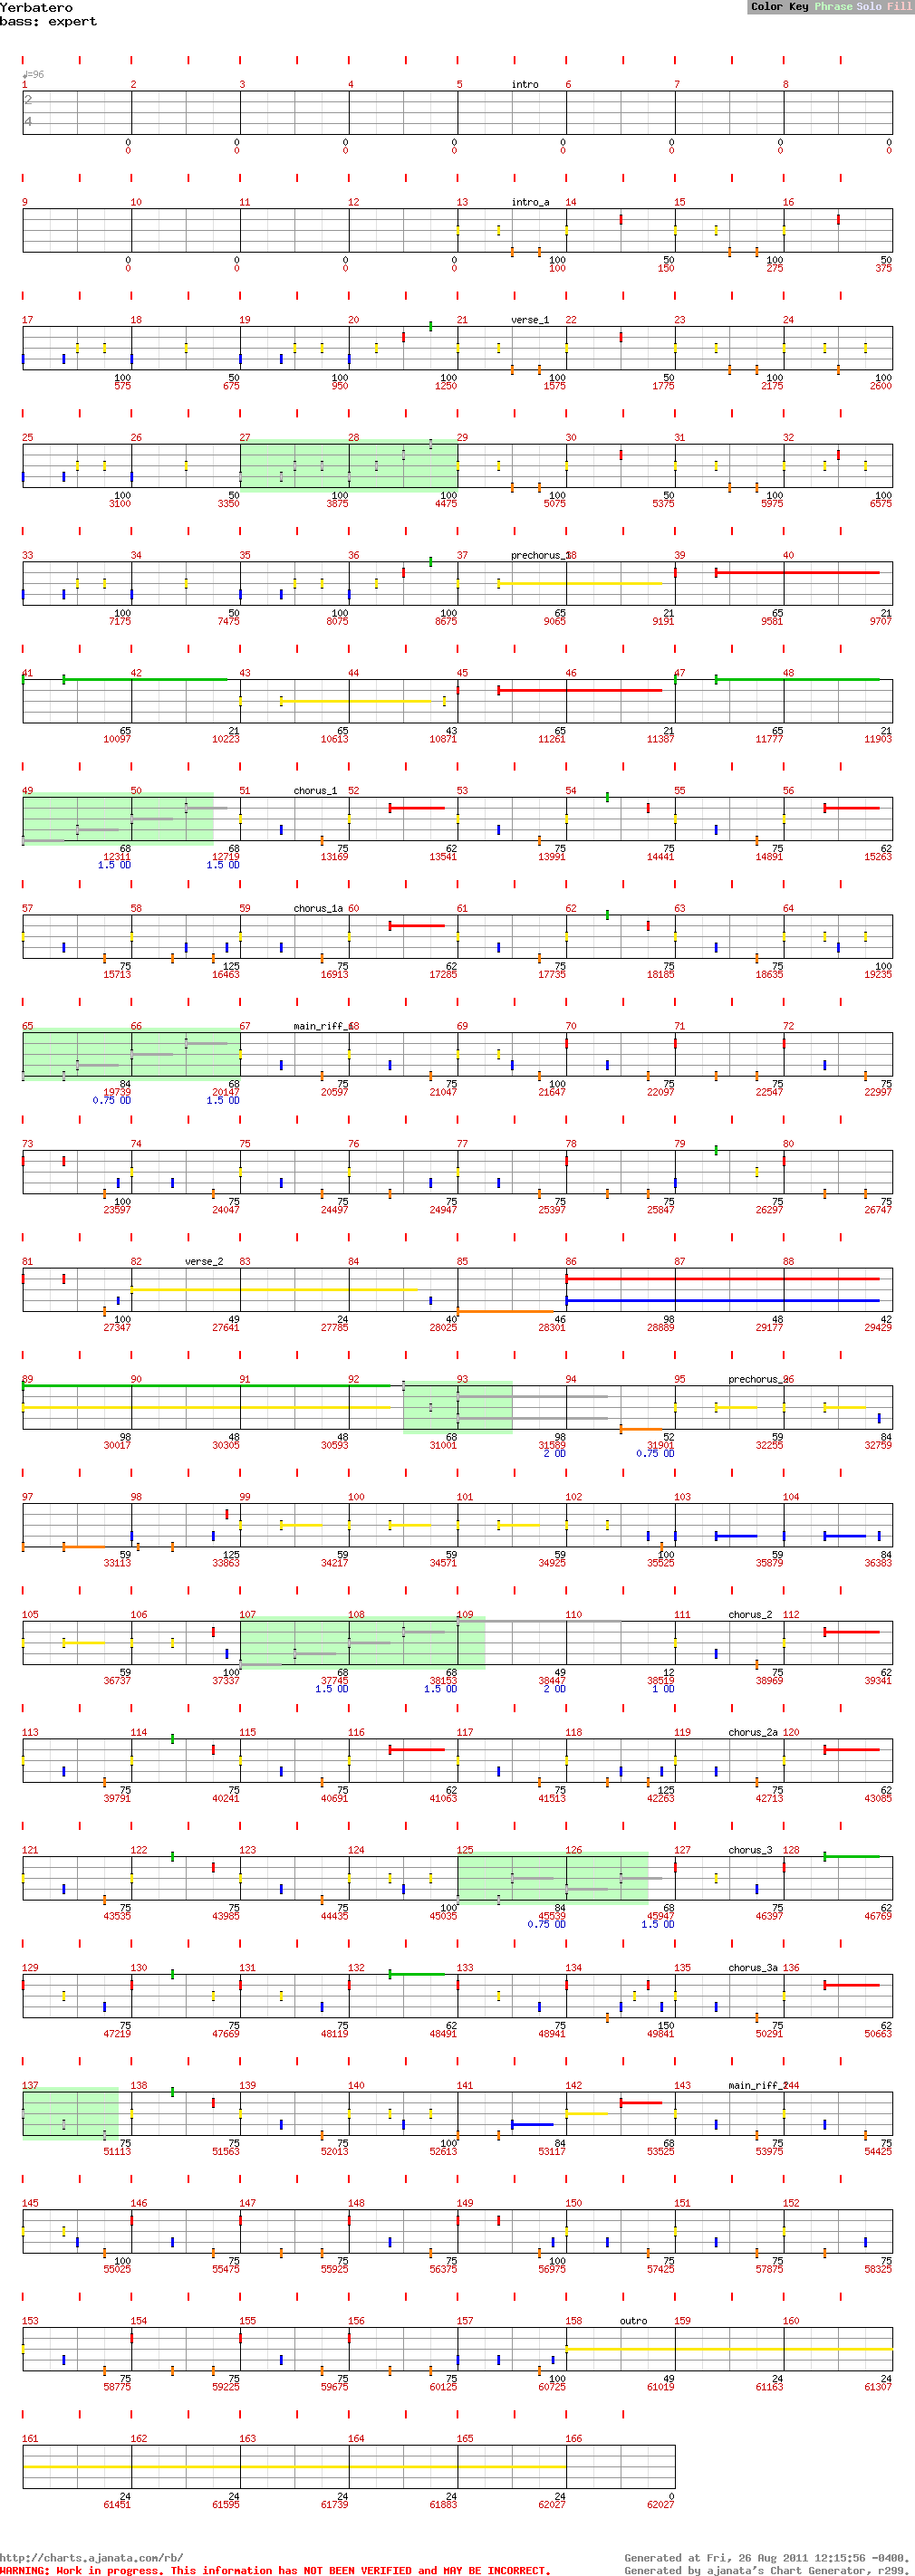 Yerbatero
bass: expert
Color Key Phrase Solo Fill
♩=96
1 2 3 4 5 intro 6 7 8
2
4
0 0 0 0 0 0 0 0
0 0 0 0 0 0 0 0
9 10 11 12 13 intro_a 14 15 16
0 0 0 0 100 50 100 50
0 0 0 0 100 150 275 375
17 18 19 20 21 verse_1 22 23 24
100 50 100 100 100 50 100 100
575 675 950 1250 1575 1775 2175 2600
25 26 27 28 29 30 31 32
100 50 100 100 100 50 100 100
3100 3350 3875 4475 5075 5375 5975 6575
33 34 35 36 37 prechorus_1 38 39 40
100 50 100 100 65 21 65 21
7175 7475 8075 8675 9065 9191 9581 9707
41 42 43 44 45 46 47 48
65 21 65 43 65 21 65 21
10097 10223 10613 10871 11261 11387 11777 11903
49 50 51 chorus_1 52 53 54 55 56
68 68 75 62 75 75 75 62
12311 12719 13169 13541 13991 14441 14891 15263
1.5 OD 1.5 OD
57 58 59 chorus_1a 60 61 62 63 64
75 125 75 62 75 75 75 100
15713 16463 16913 17285 17735 18185 18635 19235
65 66 67 main_riff_1 68 69 70 71 72
84 68 75 75 100 75 75 75
19739 20147 20597 21047 21647 22097 22547 22997
0.75 OD 1.5 OD
73 74 75 76 77 78 79 80
100 75 75 75 75 75 75 75
23597 24047 24497 24947 25397 25847 26297 26747
81 82 verse_2 83 84 85 86 87 88
100 49 24 40 46 98 48 42
27347 27641 27785 28025 28301 28889 29177 29429
89 90 91 92 93 94 95 prechorus_2 96
98 48 48 68 98 52 59 84
30017 30305 30593 31001 31589 31901 32255 32759
2 OD 0.75 OD
97 98 99 100 101 102 103 104
59 125 59 59 59 100 59 84
33113 33863 34217 34571 34925 35525 35879 36383
105 106 107 108 109 110 111 chorus_2 112
59 100 68 68 49 12 75 62
36737 37337 37745 38153 38447 38519 38969 39341
1.5 OD 1.5 OD 2 OD 1 OD
113 114 115 116 117 118 119 chorus_2a 120
75 75 75 62 75 125 75 62
39791 40241 40691 41063 41513 42263 42713 43085
121 122 123 124 125 126 127 chorus_3 128
75 75 75 100 84 68 75 62
43535 43985 44435 45035 45539 45947 46397 46769
0.75 OD 1.5 OD
129 130 131 132 133 134 135 chorus_3a 136
75 75 75 62 75 150 75 62
47219 47669 48119 48491 48941 49841 50291 50663
137 138 139 140 141 142 143 main_riff_2 144
75 75 75 100 84 68 75 75
51113 51563 52013 52613 53117 53525 53975 54425
145 146 147 148 149 150 151 152
100 75 75 75 100 75 75 75
55025 55475 55925 56375 56975 57425 57875 58325
153 154 155 156 157 158 outro 159 160
75 75 75 75 100 49 24 24
58775 59225 59675 60125 60725 61019 61163 61307
161 162 163 164 165 166
24 24 24 24 24 0
61451 61595 61739 61883 62027 62027
http://charts.ajanata.com/rb/ Generated at Fri, 26 Aug 2011 12:15:56 -0400.
WARNING: Work in progress. This information has NOT BEEN VERIFIED and MAY BE INCORRECT. Generated by ajanata's Chart Generator, r299.